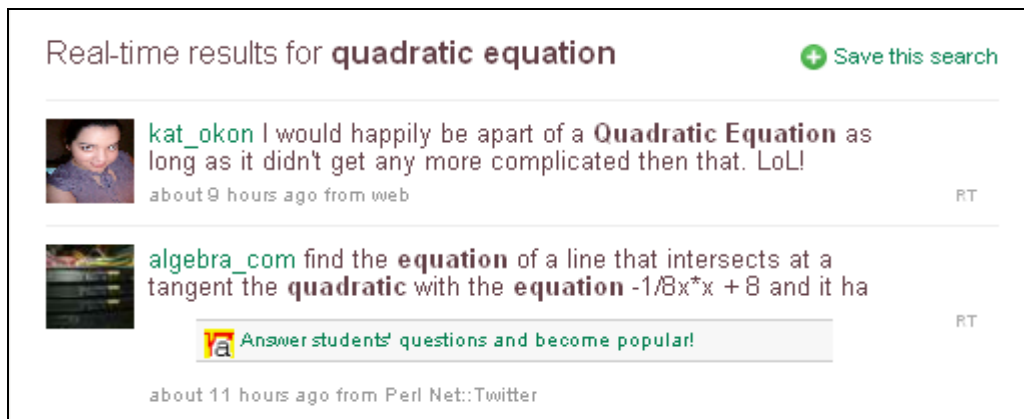 Real-time results for quadratic equation
Save this search
kat_okon I would happily be apart of a Quadratic Equation as
long as it didn't get any more complicated then that. LoL!
about 9 hours ago from web
RT
algebra_com find the equation of a line that intersects at a
tangent the quadratic with the equation -1/8x*x + 8 and it ha
RT
a Answer students' questions and become popular!
about 11 hours ago from Perl Net::Twitter